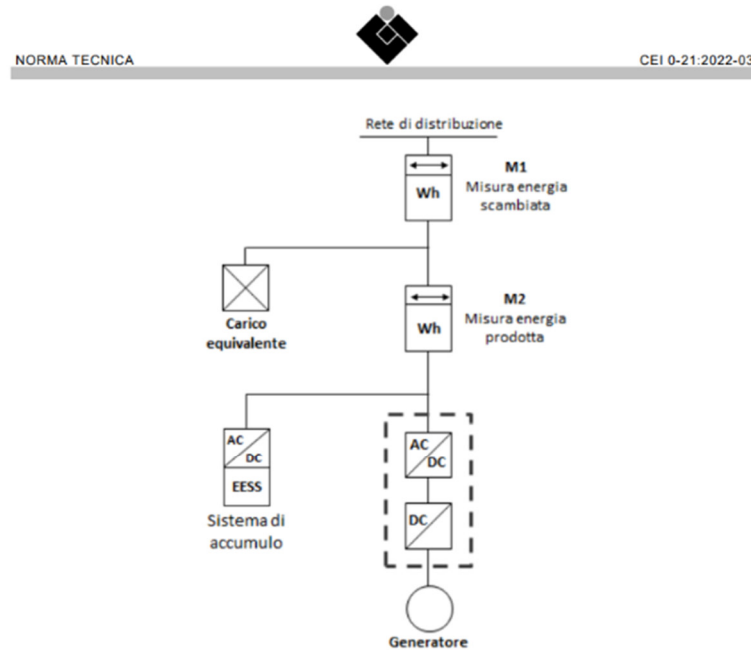 NORMA TECNICA
CEI 0-21:2022-03
Rete di distribuzione
M1
Misura energia
scambiata
Wh
Carico
equivalente
M2
Misura energia
prodotta
Wh
AC
DC
EESS
Sistema di
accumulo
AC
DC
DC
Generatore